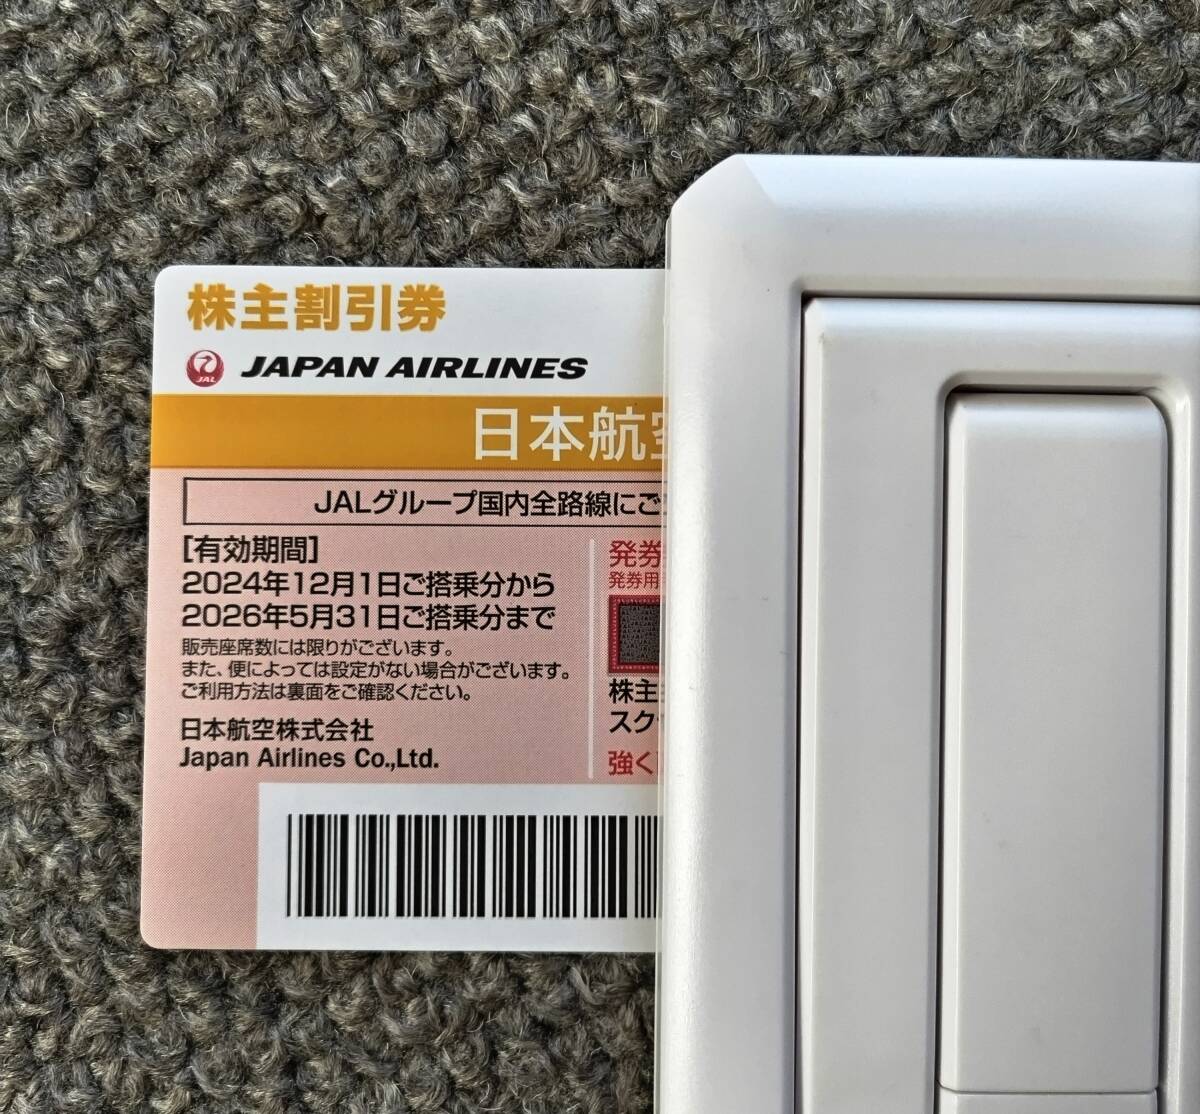 株主割引券
JAL
JAPAN AIRLINES
日本航空
JALグループ国内全路線にご
[有効期間]
2024年12月1日ご搭乗分から
2026年5月31日ご搭乗分まで
販売座席数には限りがございます。
また、便によっては設定がない場合がございます。
ご利用方法は裏面をご確認ください。
日本航空株式会社
Japan Airlines Co.,Ltd.
発券
発券用
株主
スク
強く